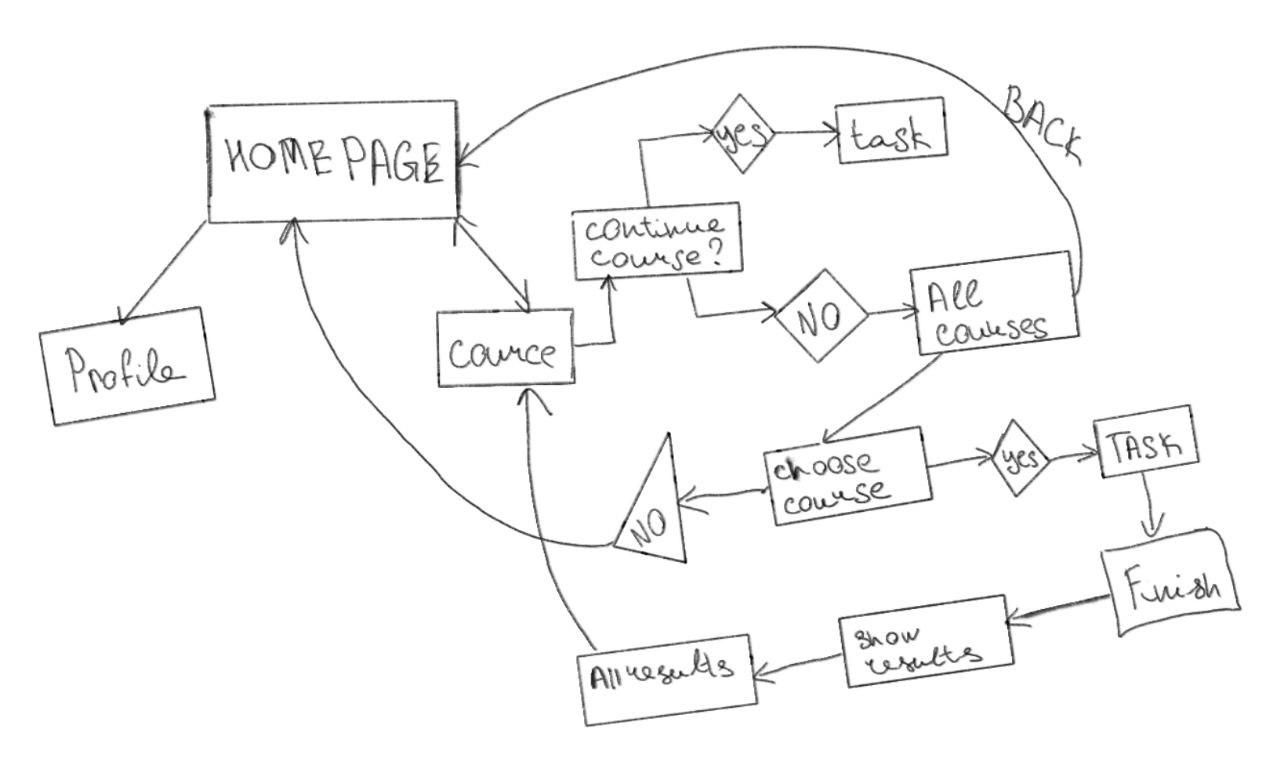 BACK
yes
task
HOME PAGE
continue
course?
NO
All
courses
Cource
Profile
choose
course
yes
TASK
NO
Finish
show
results
All results